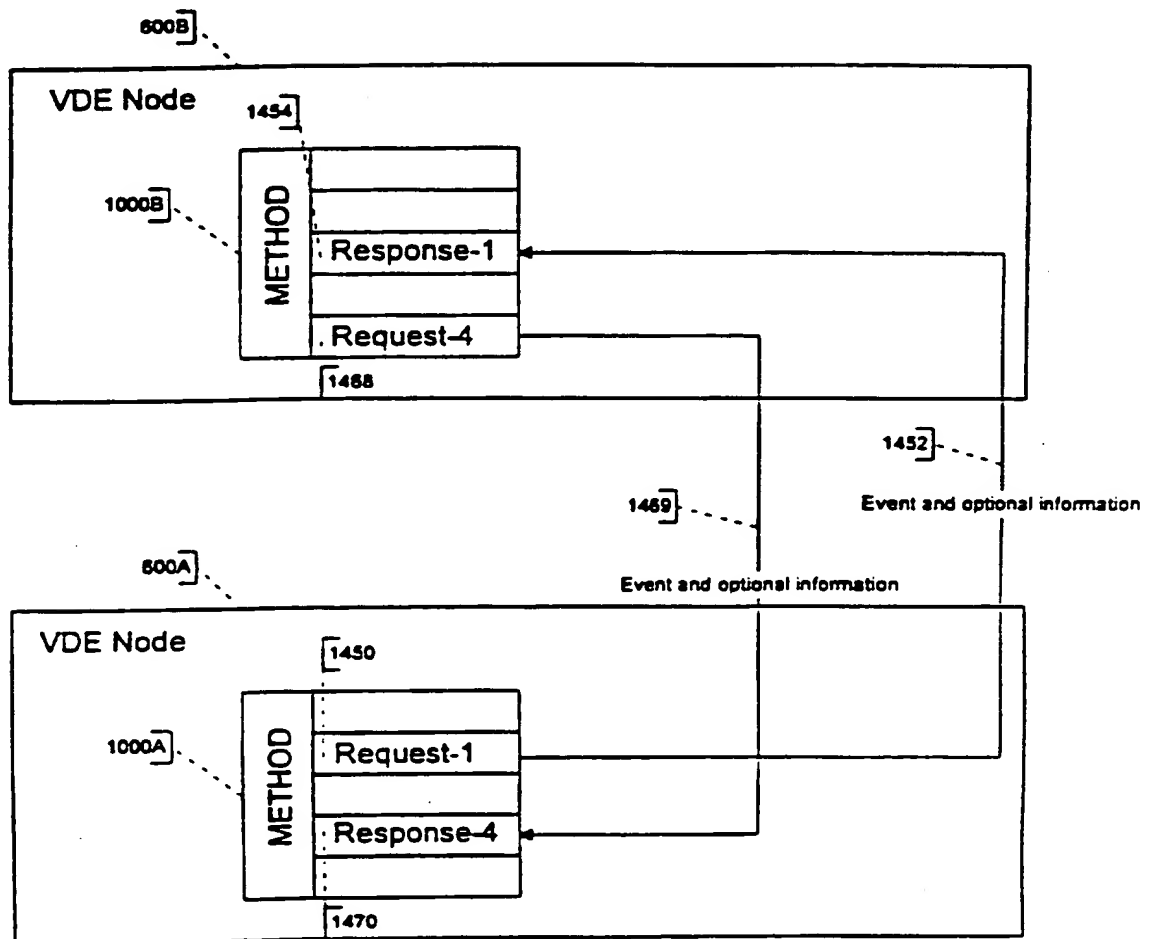 600B
VDE Node
1454
1000B
METHOD
Response-1
Request-4
1468
1452
1469
Event and optional information
600A
Event and optional information
VDE Node
1450
1000A
METHOD
Request-1
Response-4
1470